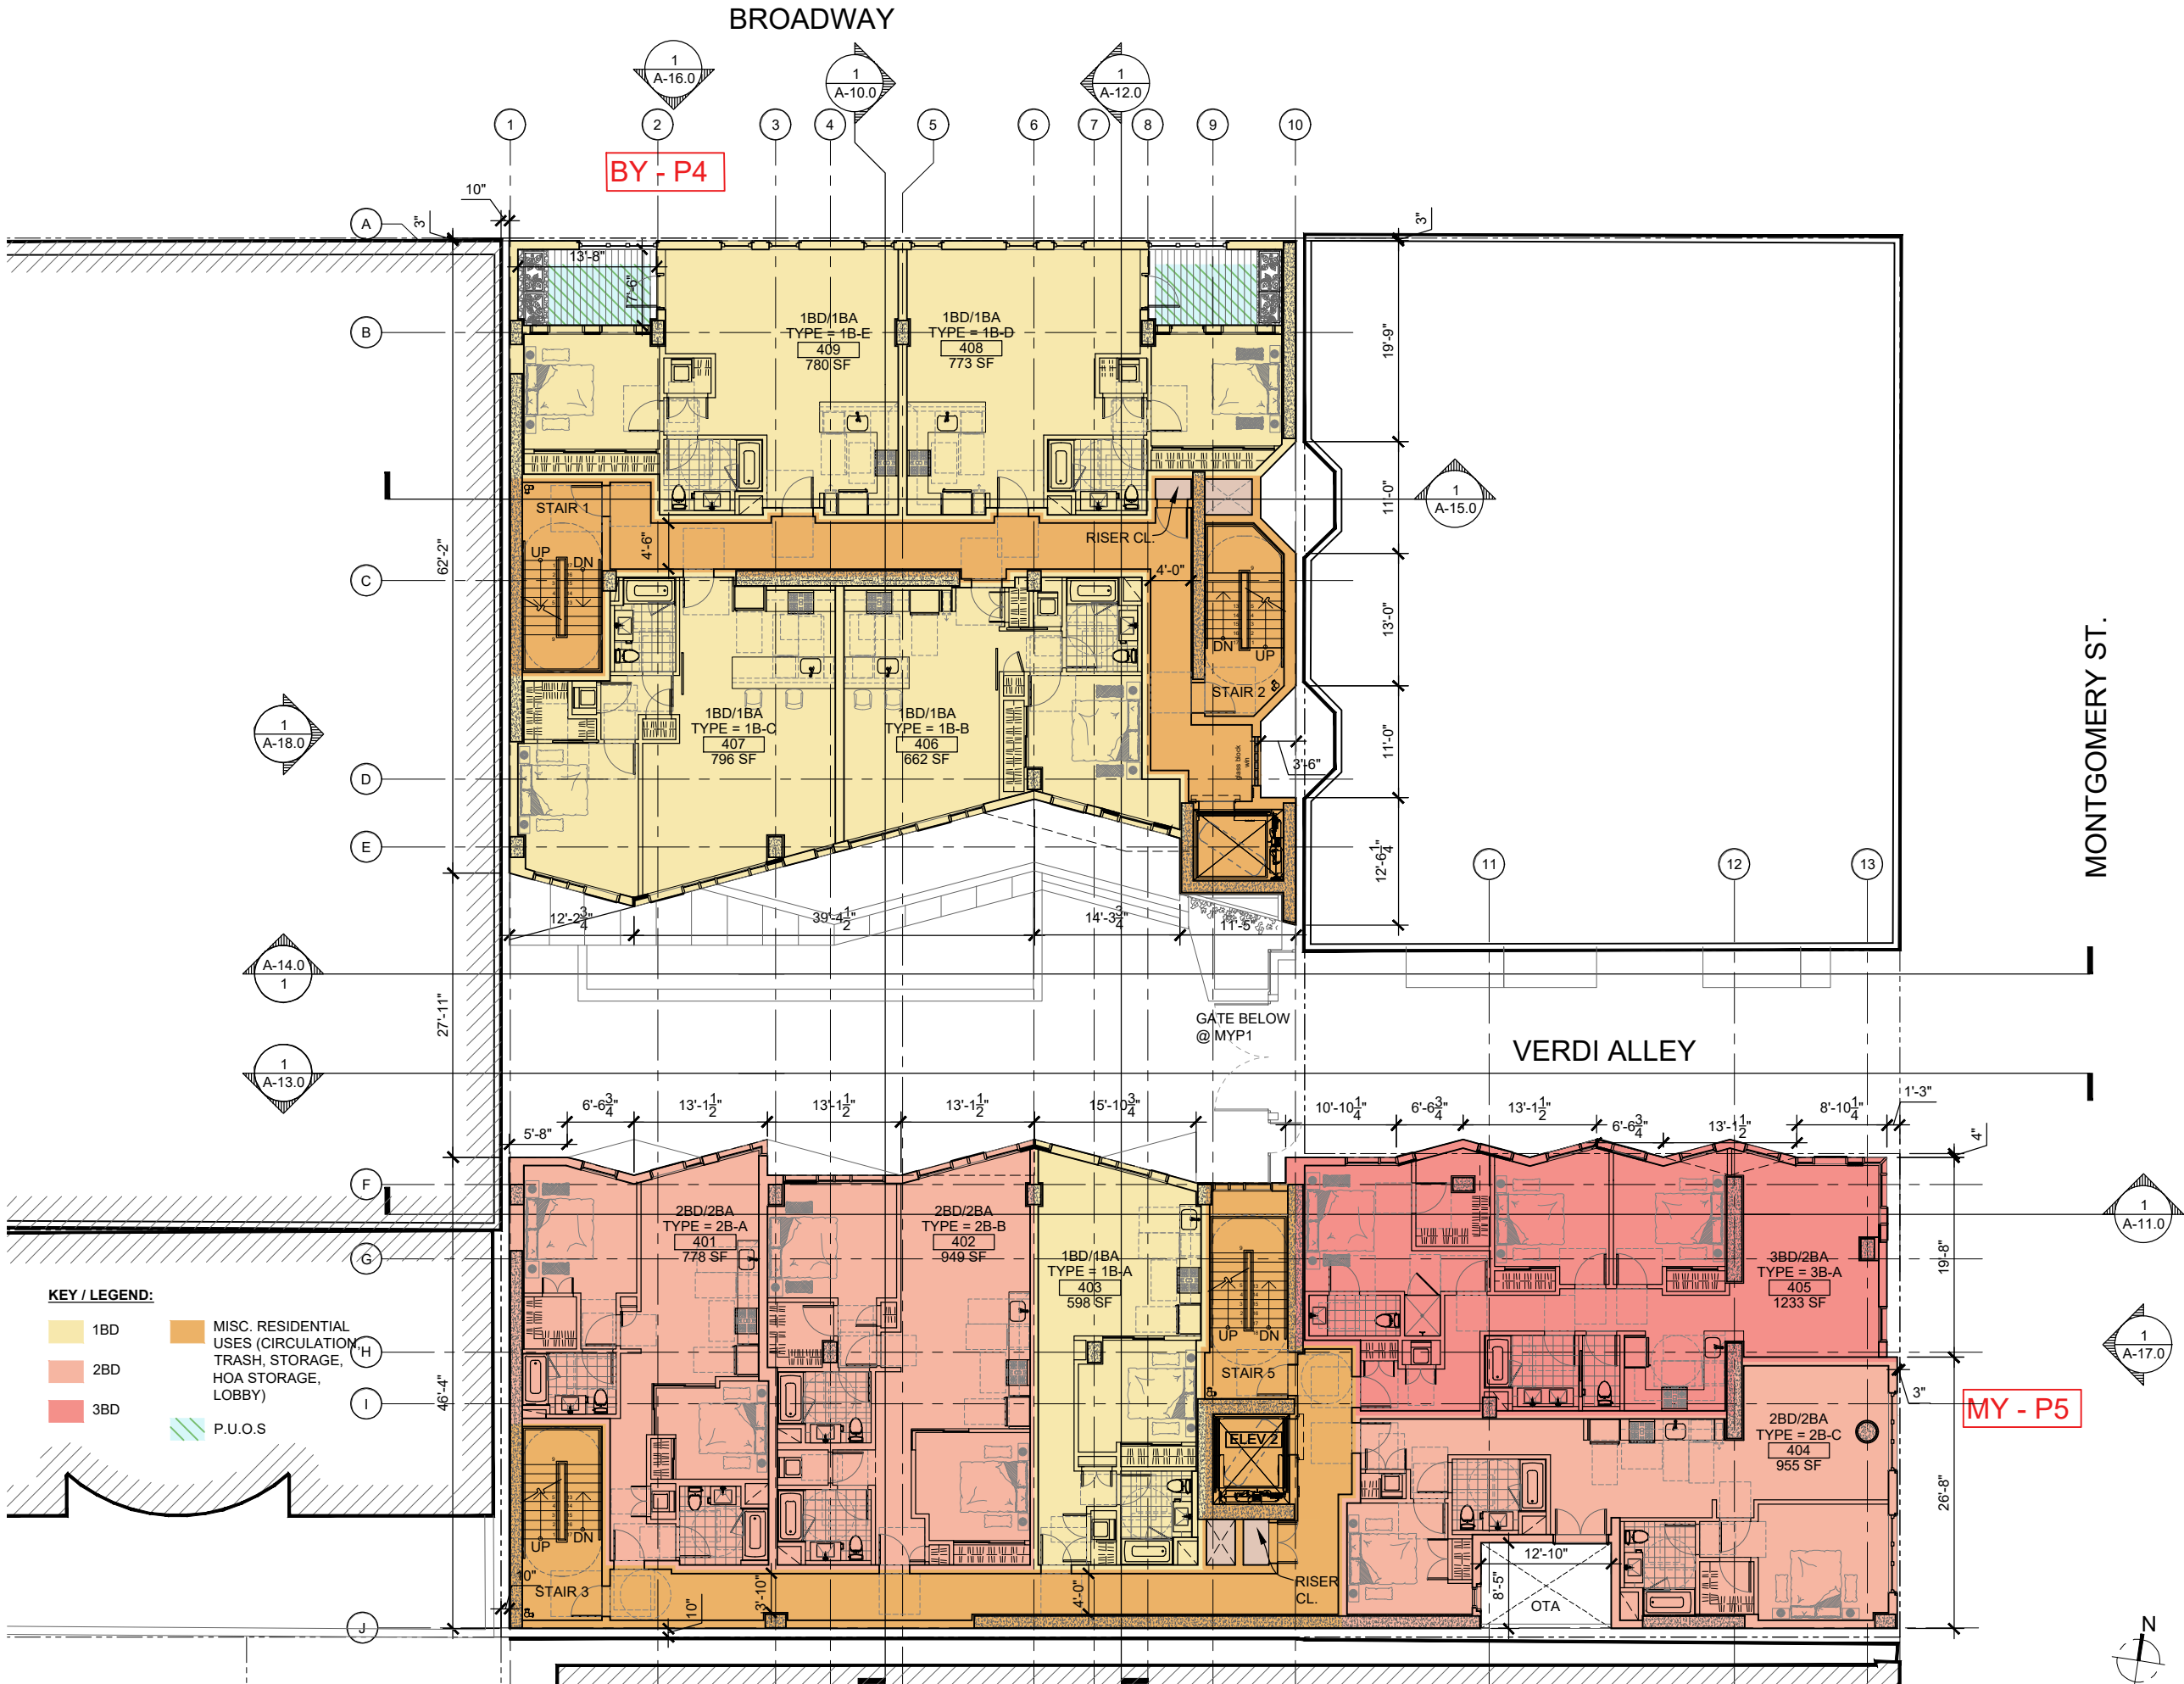 BROADWAY
1
A-16.0
1
A-10.0
1
A-12.0
1
2
3
4
5
6
7
8
9
10
BY - P4
10"
A
3"
3"
13'-8"
7'-6"
B
1BD/1BA
TYPE = 1B-E
409
780 SF
1BD/1BA
TYPE = 1B-D
408
773 SF
19'-9"
STAIR 1
UP
DN
4'-6"
RISER CL.
11'-0"
1
A-15.0
62'-2"
C
4'-0"
13'-0"
DN
UP
STAIR 2
MONTGOMERY ST.
1
A-18.0
1BD/1BA
TYPE = 1B-C
407
796 SF
1BD/1BA
TYPE = 1B-B
406
662 SF
glass block
win
3'-6"
11'-0"
D
E
12'-6 1/4"
11
12
13
12'-2 3/4"
39'-4 1/2"
14'-3 3/4"
11'-5"
A-14.0
1
27'-11"
GATE BELOW
@ MYP1
VERDI ALLEY
1
A-13.0
5'-8"
6'-6 3/4"
13'-1 1/2"
13'-1 1/2"
13'-1 1/2"
15'-10 3/4"
10'-10 1/4"
6'-6 3/4"
13'-1 1/2"
6'-6 3/4"
13'-1 1/2"
8'-10 1/4"
1'-3"
4"
F
2BD/2BA
TYPE = 2B-A
401
778 SF
2BD/2BA
TYPE = 2B-B
402
949 SF
1BD/1BA
TYPE = 1B-A
403
598 SF
3BD/2BA
TYPE = 3B-A
405
1233 SF
19'-8"
1
A-11.0
G
KEY / LEGEND:
1BD
2BD
3BD
MISC. RESIDENTIAL
USES (CIRCULATION,
TRASH, STORAGE,
HOA STORAGE,
LOBBY)
P.U.O.S
H
UP
DN
STAIR 5
1
A-17.0
46'-4"
I
3"
MY - P5
ELEV 2
2BD/2BA
TYPE = 2B-C
404
955 SF
26'-8"
UP
DN
10"
STAIR 3
3'-10"
10"
4'-0"
RISER
CL.
12'-10"
8'-5"
OTA
J
N